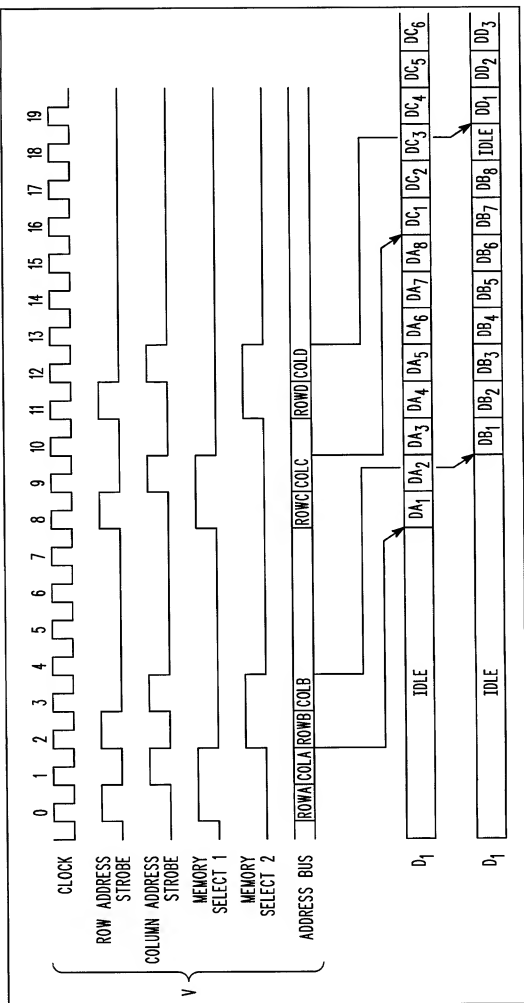 0 1 2 3 4 5 6 7 8 9 10 11 12 13 14 15 16 17 18 19
CLOCK
ROW ADDRESS
STROBE
COLUMN ADDRESS
STROBE
MEMORY
SELECT 1
MEMORY
SELECT 2
V
ADDRESS BUS ROWA COLA ROWB COLB ROWC COLC ROWD COLD
D1 IDLE DA1 DA2 DA3 DA4 DA5 DA6 DA7 DA8 DC1 DC2 DC3 DC4 DC5 DC6
D1 IDLE DB1 DB2 DB3 DB4 DB5 DB6 DB7 DB8 IDLE DD1 DD2 DD3